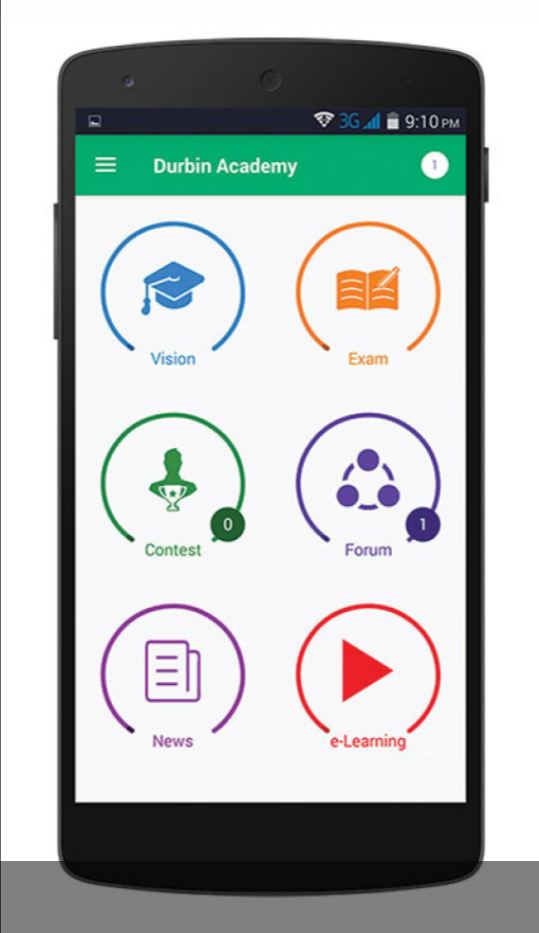 3G 9:10 PM
Durbin Academy 1
Vision Exam
0 1
Contest Forum
News e-Learning